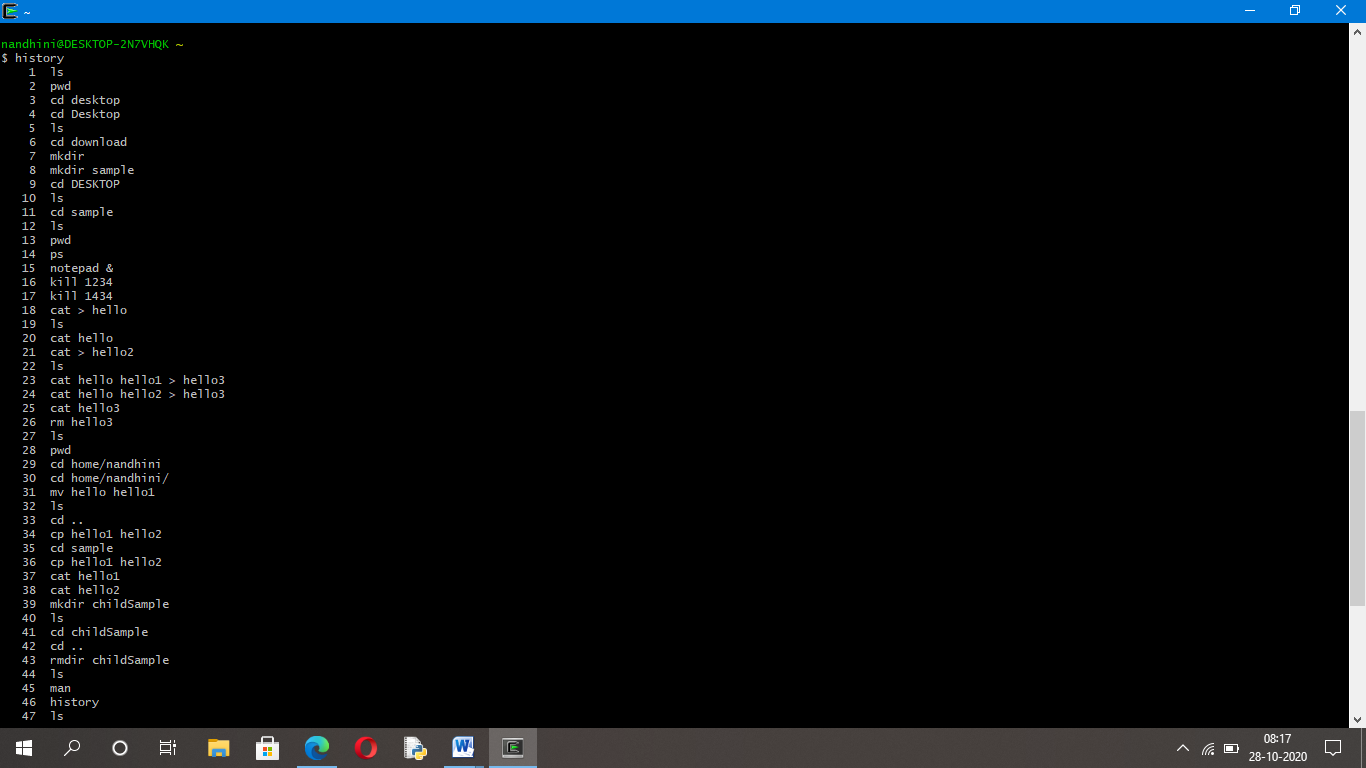 ~
nandhini@DESKTOP-2N7VHQK ~
$ history
1 ls
2 pwd
3 cd desktop
4 cd Desktop
5 ls
6 cd download
7 mkdir
8 mkdir sample
9 cd DESKTOP
10 ls
11 cd sample
12 ls
13 pwd
14 ps
15 notepad &
16 kill 1234
17 kill 1434
18 cat > hello
19 ls
20 cat hello
21 cat > hello2
22 ls
23 cat hello hello1 > hello3
24 cat hello hello2 > hello3
25 cat hello3
26 rm hello3
27 ls
28 pwd
29 cd home/nandhini
30 cd home/nandhini/
31 mv hello hello1
32 ls
33 cd ..
34 cp hello1 hello2
35 cd sample
36 cp hello1 hello2
37 cat hello1
38 cat hello2
39 mkdir childSample
40 ls
41 cd childSample
42 cd ..
43 rmdir childSample
44 ls
45 man
46 history
47 ls
08:17
28-10-2020